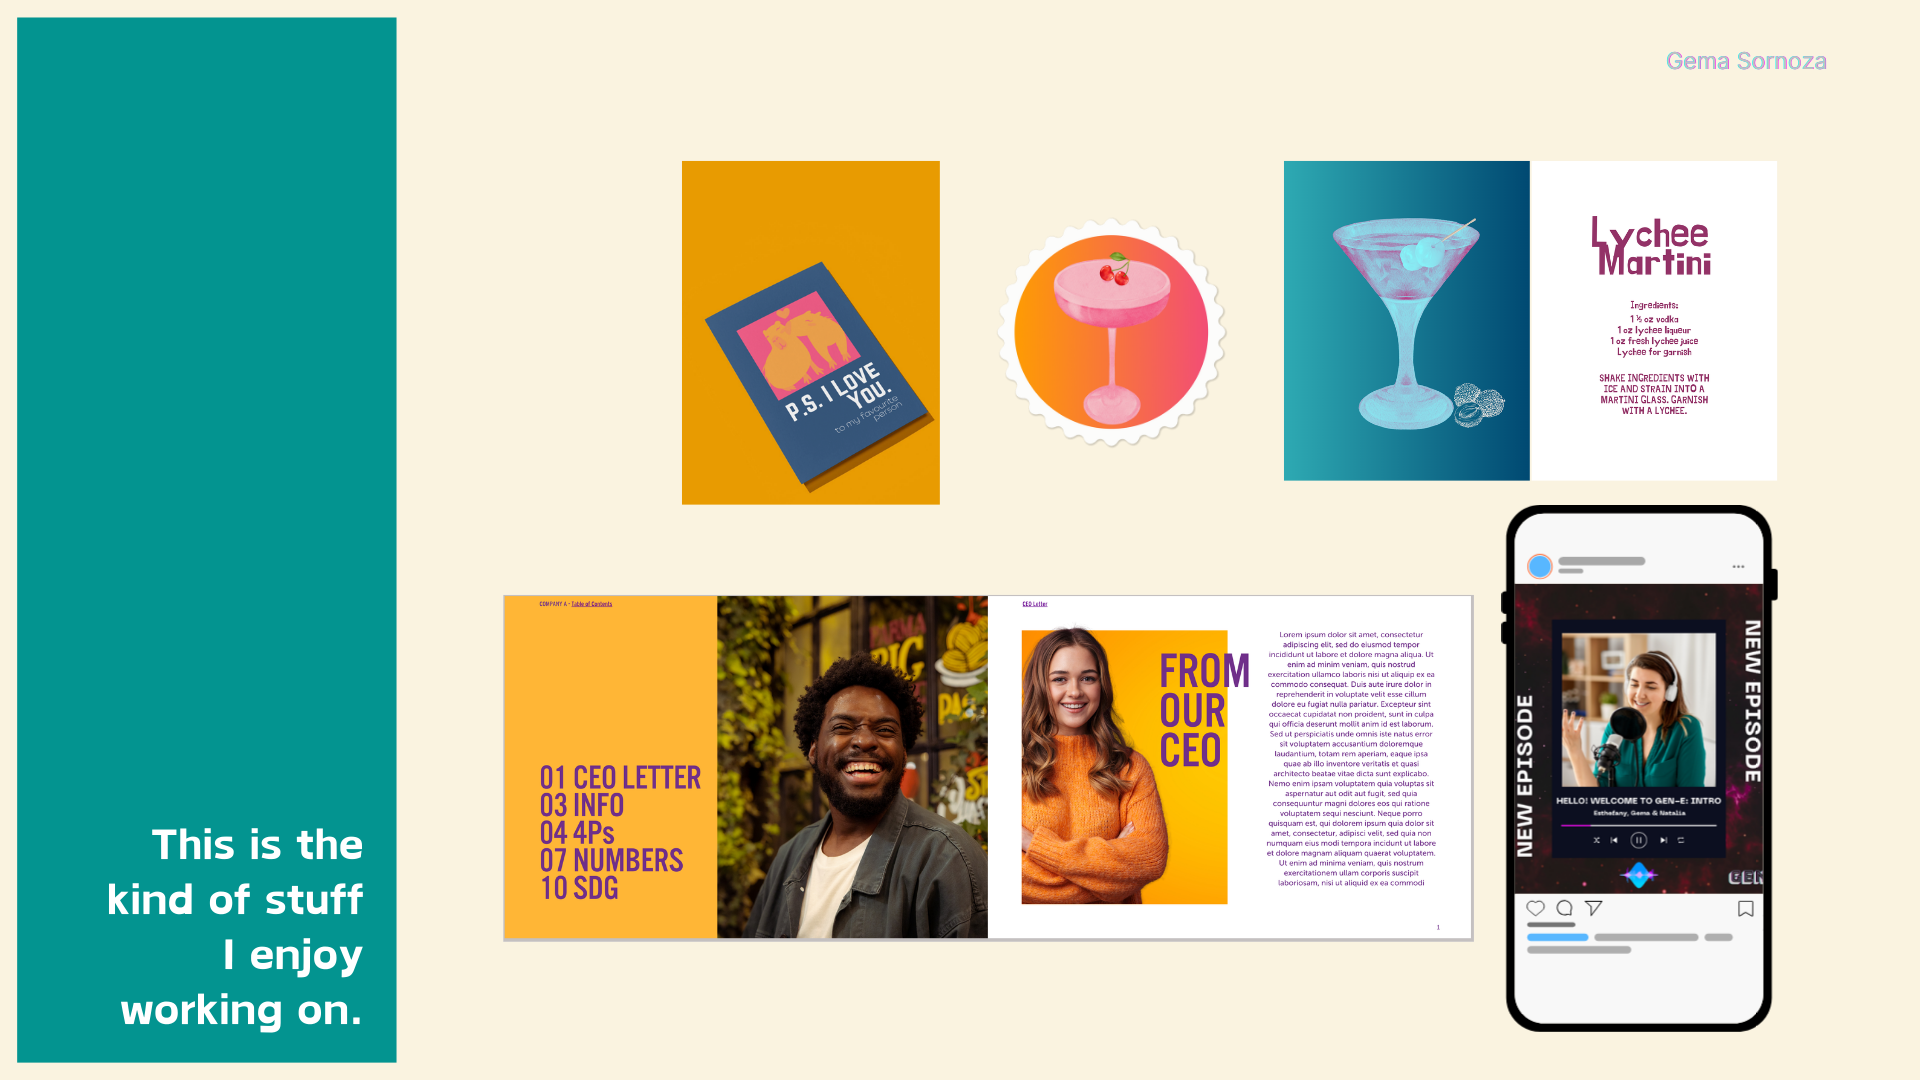 Gema Sornoza
This is the
kind of stuff
I enjoy
working on.
P.S. I LOVE
YOU.
to my favourite
person
Lychee
Martini
Ingredients:
1 ½ oz vodka
1 oz lychee liqueur
1 oz fresh lychee juice
Lychee for garnish
SHAKE INGREDIENTS WITH
ICE AND STRAIN INTO A
MARTINI GLASS. GARNISH
WITH A LYCHEE.
COMPANY A - Table of Contents
01 CEO LETTER
03 INFO
04 4Ps
07 NUMBERS
10 SDG
CEO Letter
FROM
OUR
CEO
Lorem ipsum dolor sit amet, consectetur
adipiscing elit, sed do eiusmod tempor
incididunt ut labore et dolore magna aliqua. Ut
enim ad minim veniam, quis nostrud
exercitation ullamco laboris nisi ut aliquip ex ea
commodo consequat. Duis aute irure dolor in
reprehenderit in voluptate velit esse cillum
dolore eu fugiat nulla pariatur. Excepteur sint
occaecat cupidatat non proident, sunt in culpa
qui officia deserunt mollit anim id est laborum.
Sed ut perspiciatis unde omnis iste natus error
sit voluptatem accusantium doloremque
laudantium, totam rem aperiam, eaque ipsa
quae ab illo inventore veritatis et quasi
architecto beatae vitae dicta sunt explicabo.
Nemo enim ipsam voluptatem quia voluptas sit
aspernatur aut odit aut fugit, sed quia
consequuntur magni dolores eos qui ratione
voluptatem sequi nesciunt. Neque porro
quisquam est, qui dolorem ipsum quia dolor sit
amet, consectetur, adipisci velit, sed quia non
numquam eius modi tempora incidunt ut labore
et dolore magnam aliquam quaerat voluptatem.
Ut enim ad minima veniam, quis nostrum
exercitationem ullam corporis suscipit
laboriosam, nisi ut aliquid ex ea commodi
1
NEW EPISODE
NEW EPISODE
HELLO! WELCOME TO GEN-E: INTRO
Esthefany, Gema & Natalia
GEN